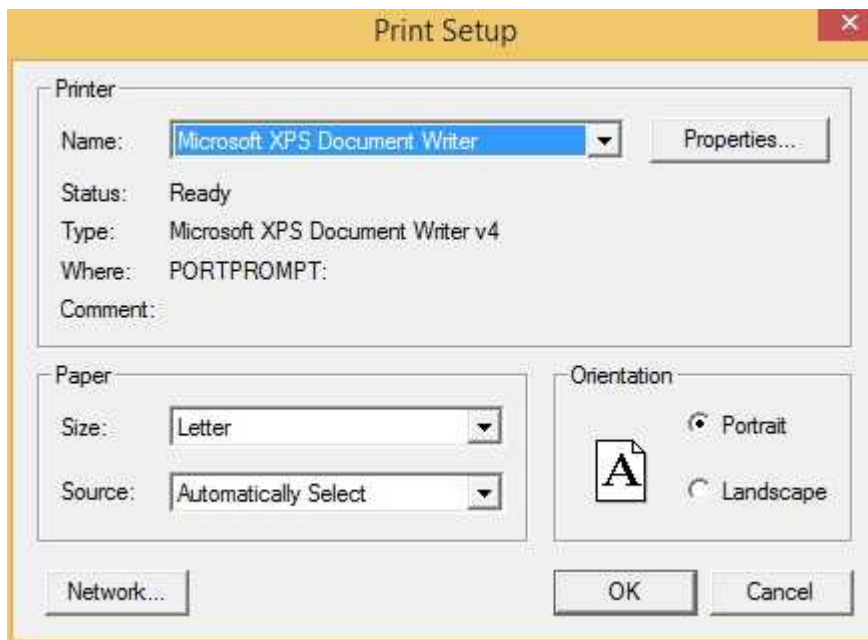 Print Setup
Printer
Name: Microsoft XPS Document Writer Properties...
Status: Ready
Type: Microsoft XPS Document Writer v4
Where: PORTPROMPT:
Comment:
Paper Orientation
Size: Letter Portrait
A
Source: Automatically Select Landscape
Network... OK Cancel